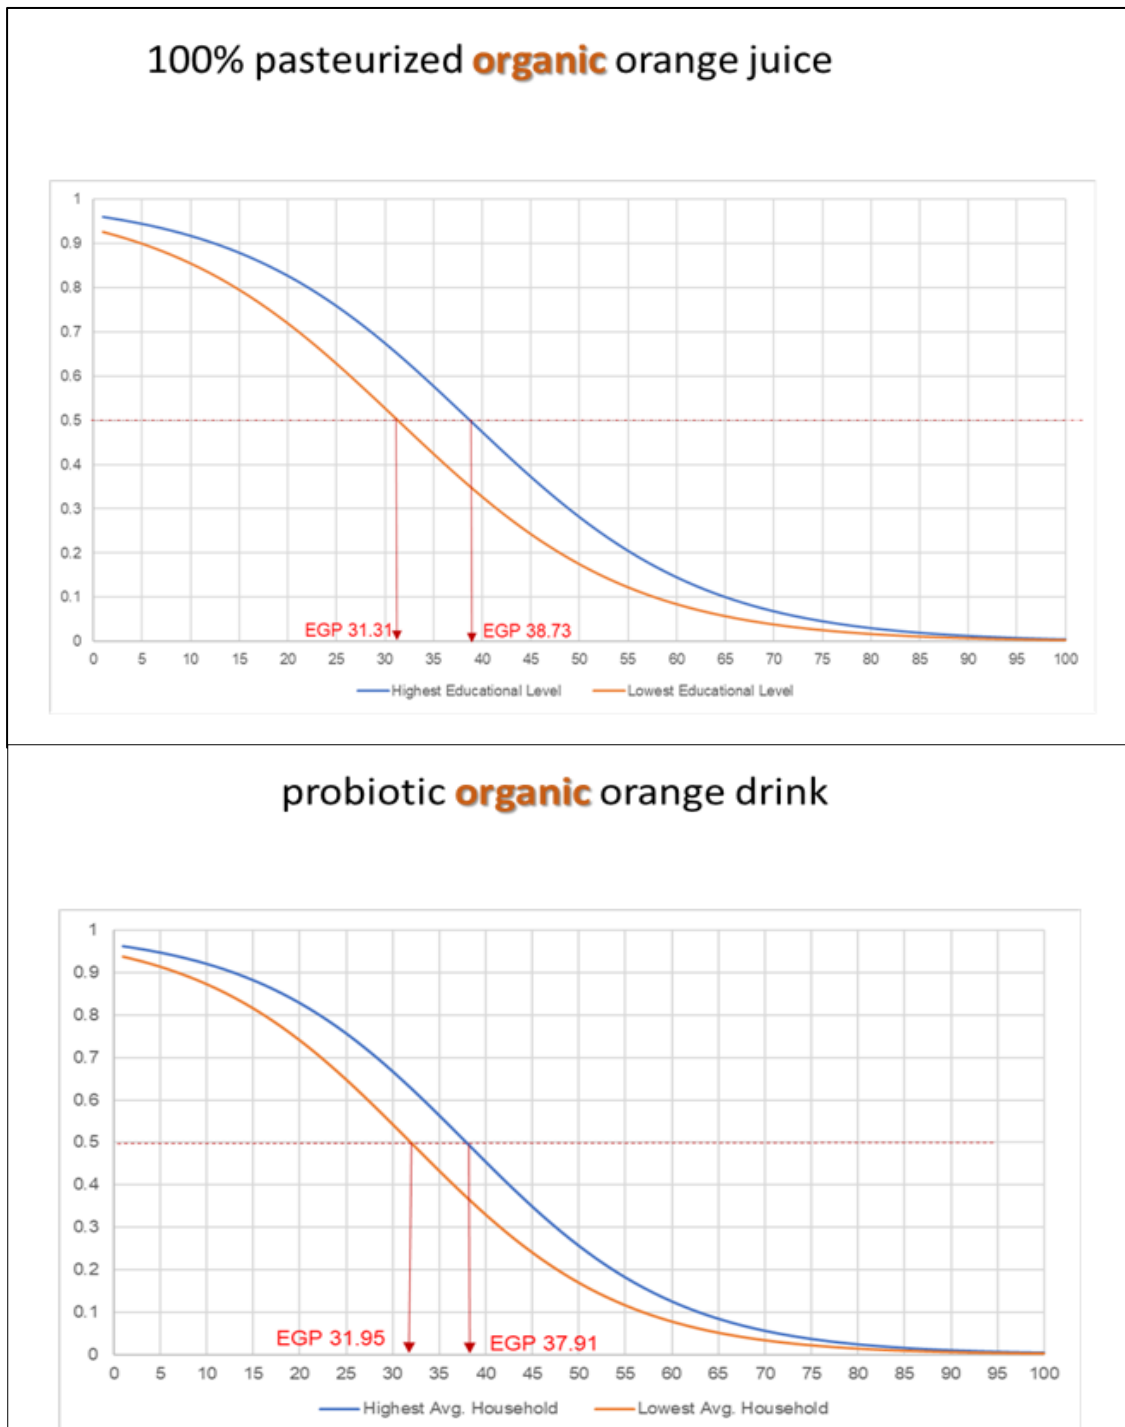 100% pasteurized organic orange juice
1
0.9
0.8
0.7
0.6
0.5
0.4
0.3
0.2
0.1
0
EGP 31.31 EGP 38.73
0 5 10 15 20 25 30 35 40 45 50 55 60 65 70 75 80 85 90 95 100
Highest Educational Level Lowest Educational Level
probiotic organic orange drink
1
0.9
0.8
0.7
0.6
0.5
0.4
0.3
0.2
0.1
0
EGP 31.95 EGP 37.91
0 5 10 15 20 25 30 35 40 45 50 55 60 65 70 75 80 85 90 95 100
Highest Avg. Household Lowest Avg. Household